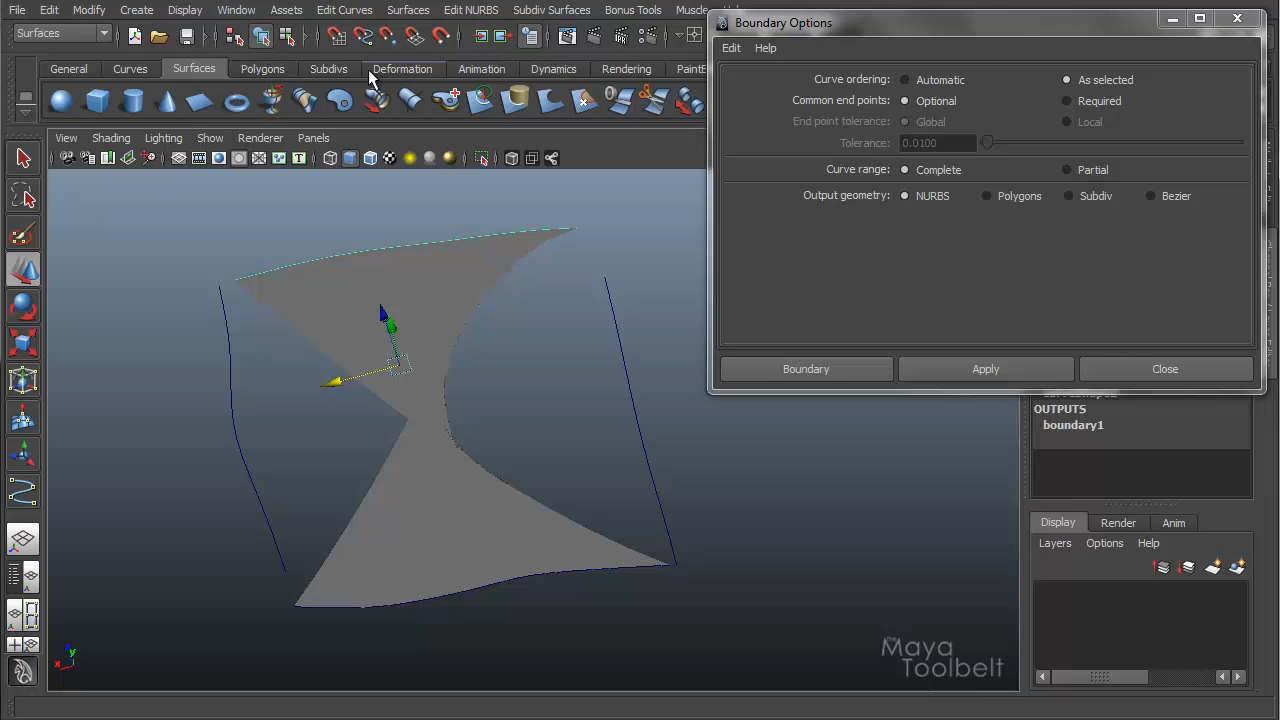 File Edit Modify Create Display Window Assets Edit Curves Surfaces Edit NURBS Subdiv Surfaces Bonus Tools Muscle
Boundary Options
Surfaces
Edit Help
General Curves Surfaces Polygons Subdivs Deformation Animation Dynamics Rendering PaintE
Curve ordering: Automatic As selected
Common end points: Optional Required
End point tolerance: Global Local
Tolerance: 0.0100
View Shading Lighting Show Renderer Panels
Curve range: Complete Partial
Output geometry: NURBS Polygons Subdiv Bezier
Boundary Apply Close
OUTPUTS
boundary1
Display Render Anim
Layers Options Help
the
Maya
Toolbelt
y
x